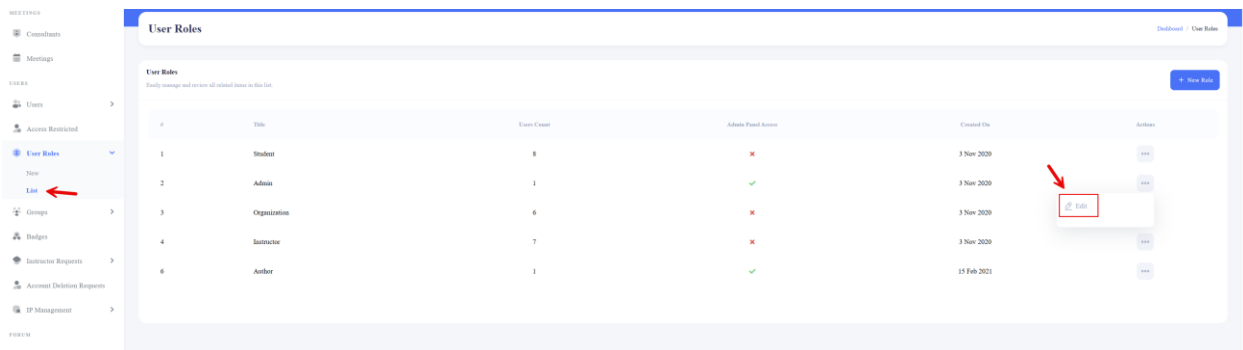 MEETINGS
Consultants
Meetings
USERS
Users
Access Restricted
User Roles
New
List
Groups
Badges
Instructor Requests
Account Deletion Requests
IP Management
FORUM
User Roles
Dashboard / User Roles
User Roles
Easily manage and review all related items in this list.
+ New Role
# Title Users Count Admin Panel Access Created On Actions
1 Student 8 3 Nov 2020
2 Admin 1 3 Nov 2020
Edit
3 Organization 6 3 Nov 2020
4 Instructor 7 3 Nov 2020
6 Author 1 15 Feb 2021